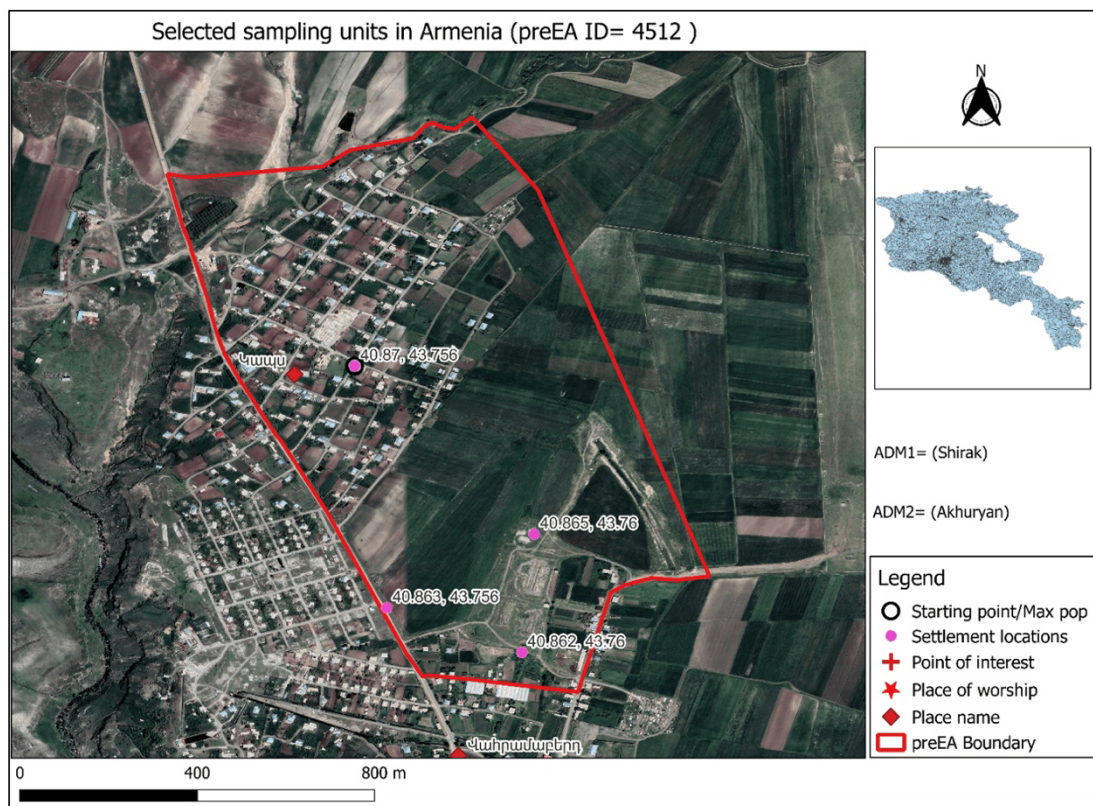 Selected sampling units in Armenia (preEA ID= 4512 )
N
40.87, 43.756
Կապս
40.865, 43.76
40.863, 43.756
40.862, 43.76
Վահրամաբերդ
ADM1= (Shirak)
ADM2= (Akhuryan)
Legend
Starting point/Max pop
Settlement locations
Point of interest
Place of worship
Place name
preEA Boundary
0
400
800 m